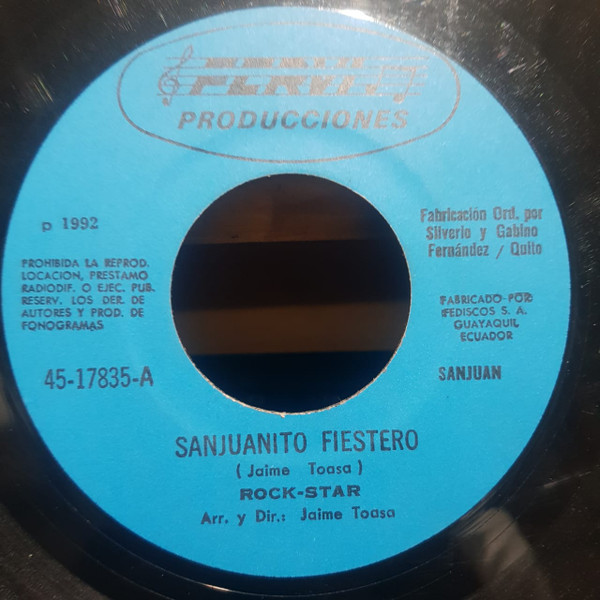 PRODUCCIONES
p 1992
Fabricación Ord. por
Silverio y Gabino
Fernández / Quito
PROHIBIDA LA REPROD.
LOCACION, PRESTAMO
RADIODIF. O EJEC. PUB.
RESERV. LOS DER. DE
AUTORES Y PROD. DE
FONOGRAMAS
FABRICADO POR:
FEDISCOS S. A.
GUAYAQUIL
ECUADOR
45-17835-A
SANJUAN
SANJUANITO FIESTERO
( Jaime Toasa )
ROCK-STAR
Arr. y Dir.: Jaime Toasa